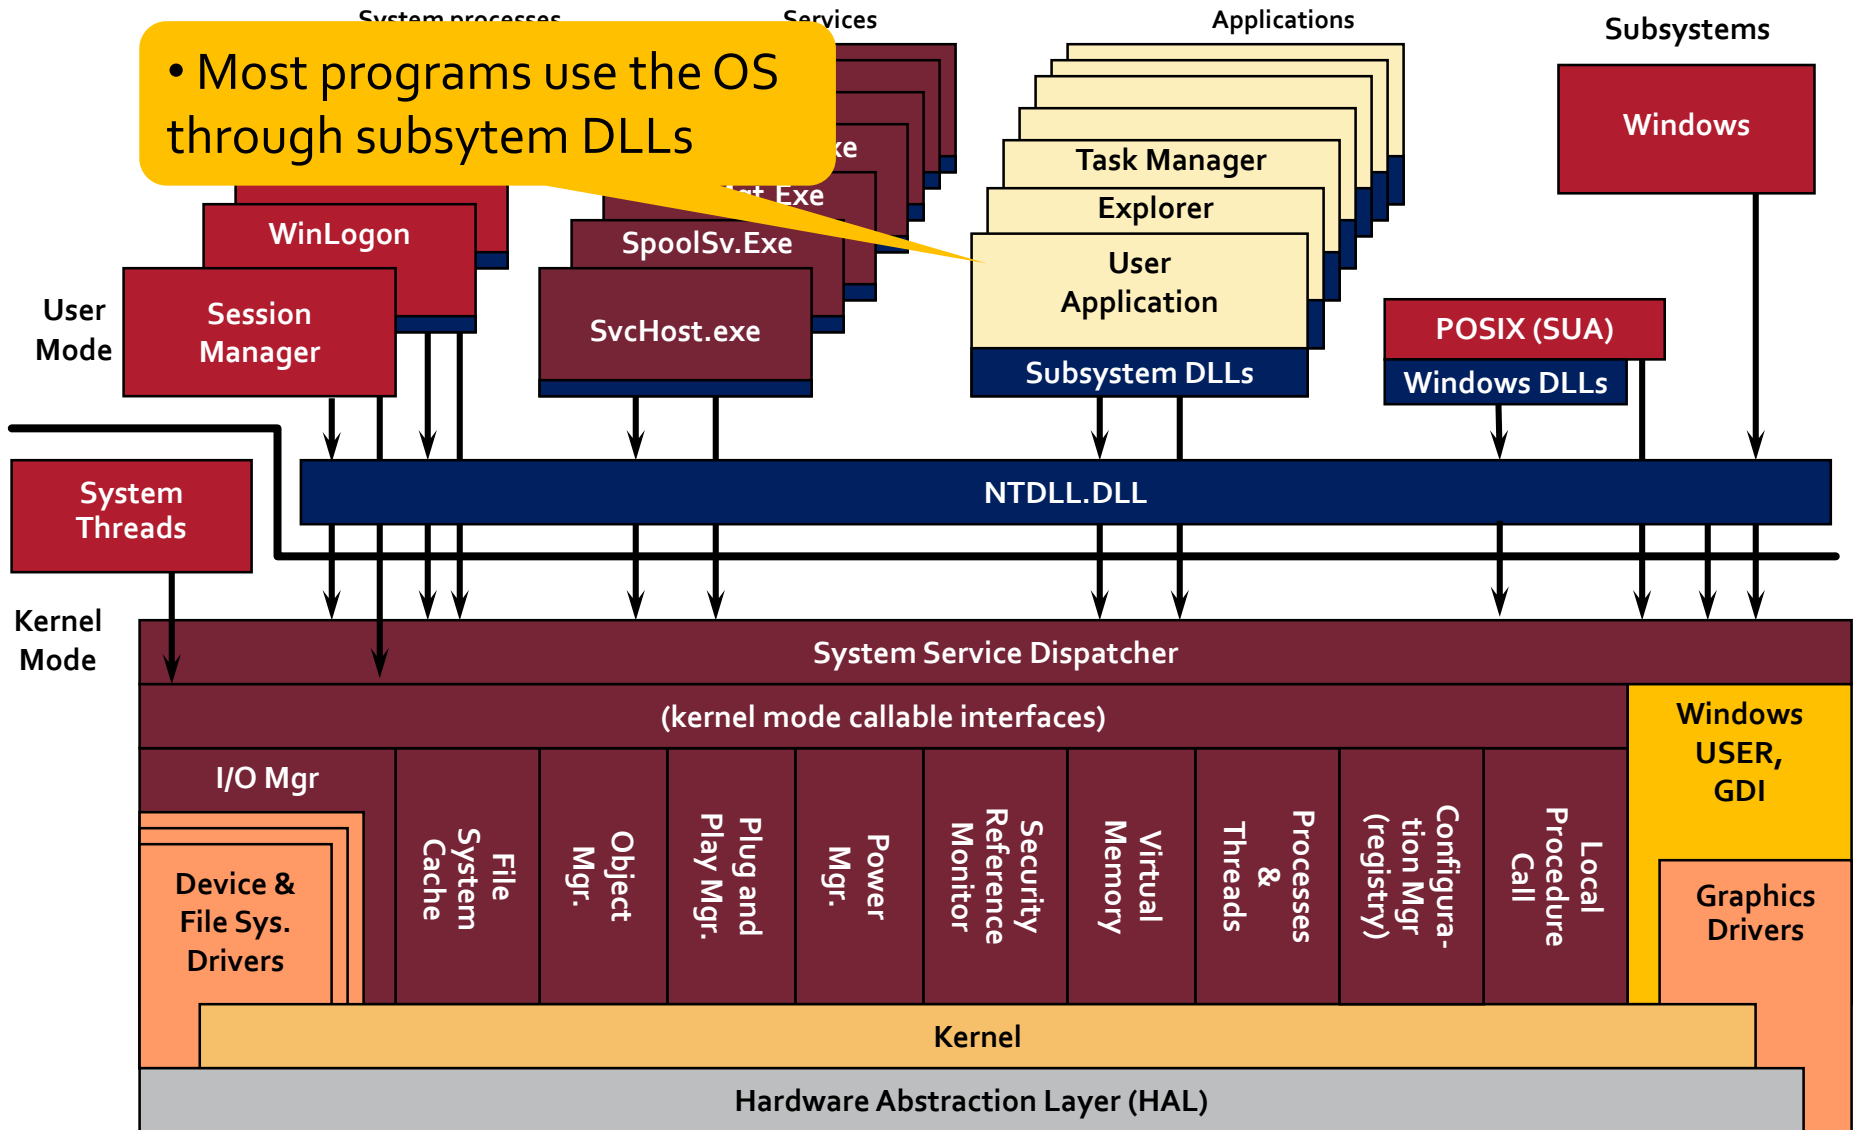 System processes
Services
Applications
Subsystems
• Most programs use the OS
through subsytem DLLs
Windows
Task Manager
Explorer
User
Application
Subsystem DLLs
.Exe
SpoolSv.Exe
SvcHost.exe
WinLogon
Session
Manager
User
Mode
POSIX (SUA)
Windows DLLs
System
Threads
NTDLL.DLL
Kernel
Mode
System Service Dispatcher
(kernel mode callable interfaces)
Windows
USER,
GDI
I/O Mgr
Device &
File Sys.
Drivers
File
System
Cache
Object
Mgr.
Plug and
Play Mgr.
Power
Mgr.
Security
Reference
Monitor
Virtual
Memory
Processes
&
Threads
Configura-
tion Mgr
(registry)
Local
Procedure
Call
Graphics
Drivers
Kernel
Hardware Abstraction Layer (HAL)